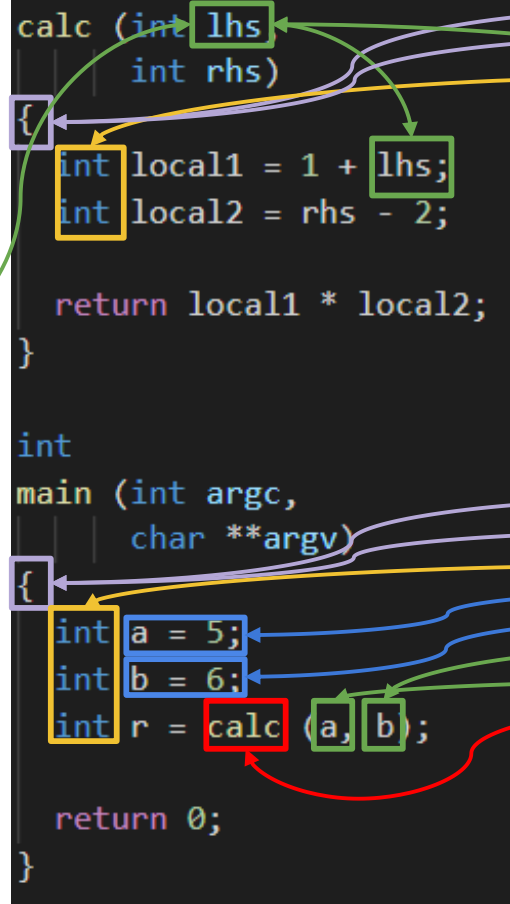 calc (int lhs,
int rhs)
{
int local1 = 1 + lhs;
int local2 = rhs - 2;
return local1 * local2;
}
int
main (int argc,
char **argv)
{
int a = 5;
int b = 6;
int r = calc (a, b);
return 0;
}